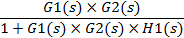 G1(s) × G2(s)
1 + G1(s) × G2(s) × H1(s)